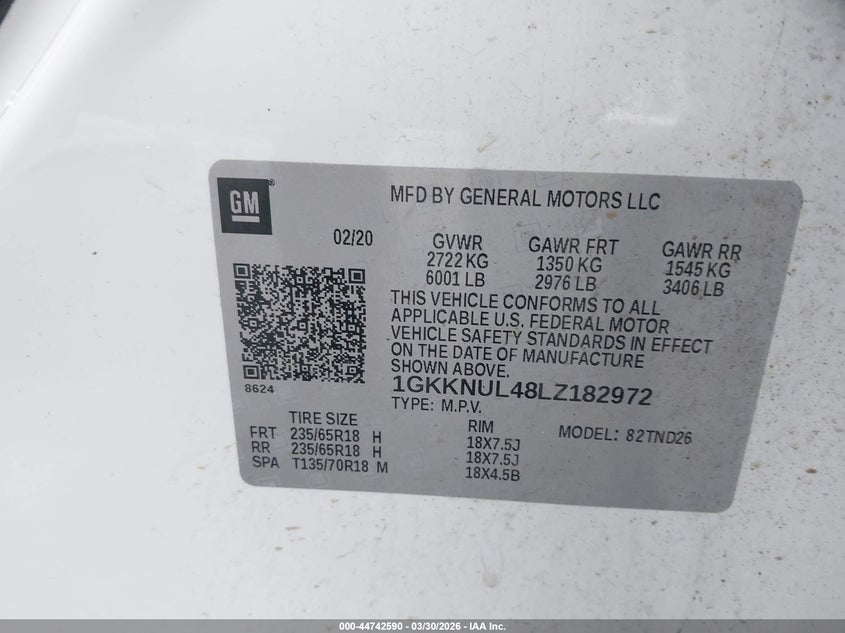 GM®
MFD BY GENERAL MOTORS LLC
02/20
GVWR GAWR FRT GAWR RR
2722 KG 1350 KG 1545 KG
6001 LB 2976 LB 3406 LB
THIS VEHICLE CONFORMS TO ALL
APPLICABLE U.S. FEDERAL MOTOR
VEHICLE SAFETY STANDARDS IN EFFECT
ON THE DATE OF MANUFACTURE
SHOWN ABOVE.
8624
1GKKNUL48LZ182972
TYPE: M.P.V.
TIRE SIZE RIM MODEL: 82TND26
FRT 235/65R18 H 18X7.5J
RR 235/65R18 H 18X7.5J
SPA T135/70R18 M 18X4.5B
000-44742590 - 03/30/2026 - IAA Inc.